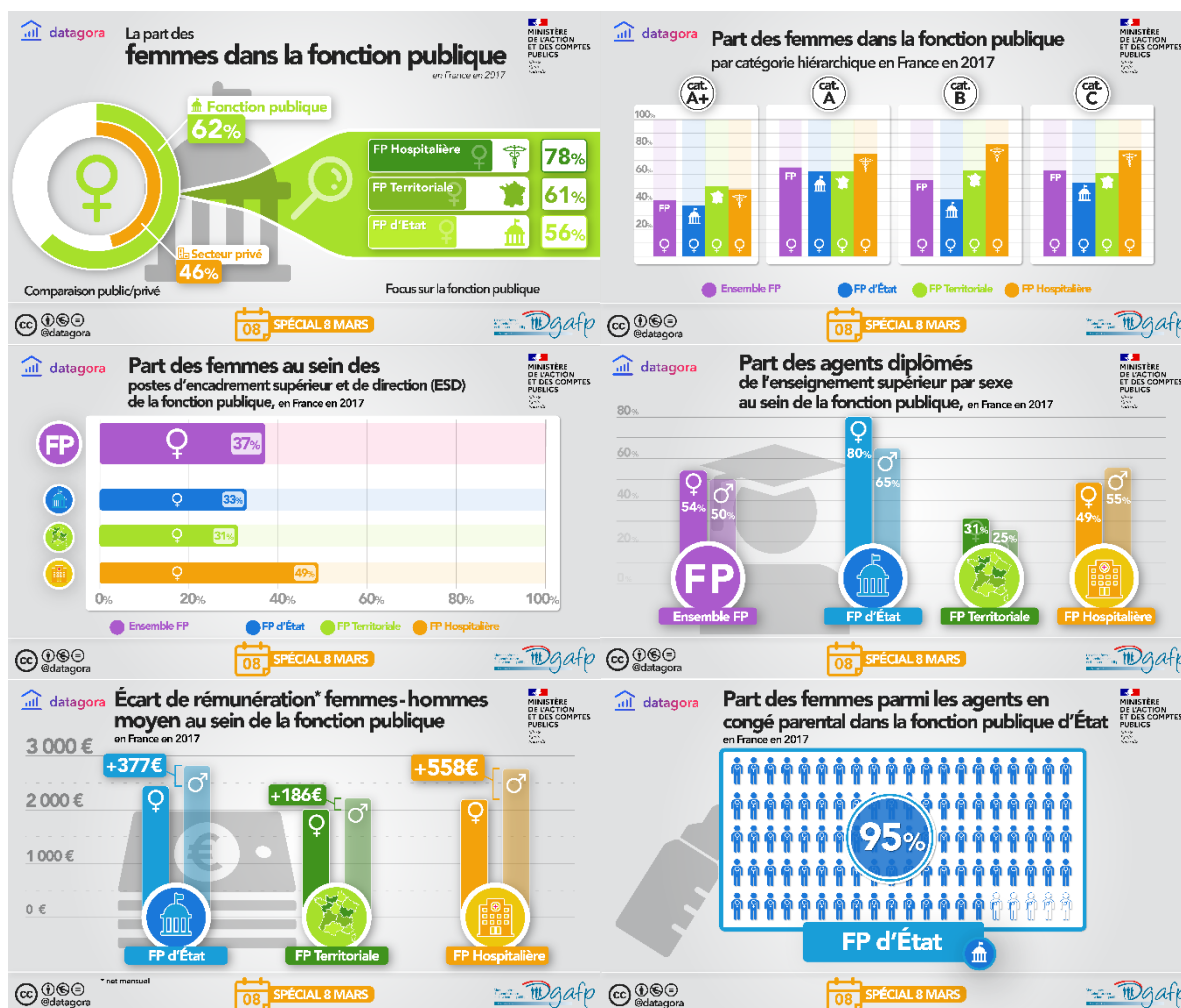 datagora
La part des
femmes dans la fonction publique
en France en 2017
MINISTÈRE
DE L'ACTION
ET DES COMPTES
PUBLICS
Fonction publique
62%
Secteur privé
46%
FP Hospitalière
78%
FP Territoriale
61%
FP d'Etat
56%
Comparaison public/privé
Focus sur la fonction publique
cc
@datagora
08
SPÉCIAL 8 MARS
Dgafp
datagora
Part des femmes dans la fonction publique
par catégorie hiérarchique en France en 2017
MINISTÈRE
DE L'ACTION
ET DES COMPTES
PUBLICS
cat.
A+
cat.
A
cat.
B
cat.
C
100%
80%
60%
40%
20%
FP
FP
FP
FP
Ensemble FP
FP d'État
FP Territoriale
FP Hospitalière
cc
@datagora
08
SPÉCIAL 8 MARS
Dgafp
datagora
Part des femmes au sein des
postes d'encadrement supérieur et de direction (ESD)
de la fonction publique, en France en 2017
MINISTÈRE
DE L'ACTION
ET DES COMPTES
PUBLICS
FP
37%
33%
31%
49%
0% 20% 40% 60% 80% 100%
Ensemble FP
FP d'État
FP Territoriale
FP Hospitalière
cc
@datagora
08
SPÉCIAL 8 MARS
Dgafp
datagora
Part des agents diplômés
de l'enseignement supérieur par sexe
au sein de la fonction publique, en France en 2017
MINISTÈRE
DE L'ACTION
ET DES COMPTES
PUBLICS
80%
60%
40%
20%
0%
54%
50%
80%
65%
31%
25%
49%
55%
FP
Ensemble FP
FP d'État
FP Territoriale
FP Hospitalière
cc
@datagora
08
SPÉCIAL 8 MARS
Dgafp
datagora
Écart de rémunération* femmes-hommes
moyen au sein de la fonction publique
en France en 2017
MINISTÈRE
DE L'ACTION
ET DES COMPTES
PUBLICS
3 000 €
2 000 €
1 000 €
0 €
+377€
+186€
+558€
€
FP d'État
FP Territoriale
FP Hospitalière
* net mensuel
cc
@datagora
08
SPÉCIAL 8 MARS
Dgafp
datagora
Part des femmes parmi les agents en
congé parental dans la fonction publique d'État
en France en 2017
MINISTÈRE
DE L'ACTION
ET DES COMPTES
PUBLICS
95%
FP d'État
cc
@datagora
08
SPÉCIAL 8 MARS
Dgafp